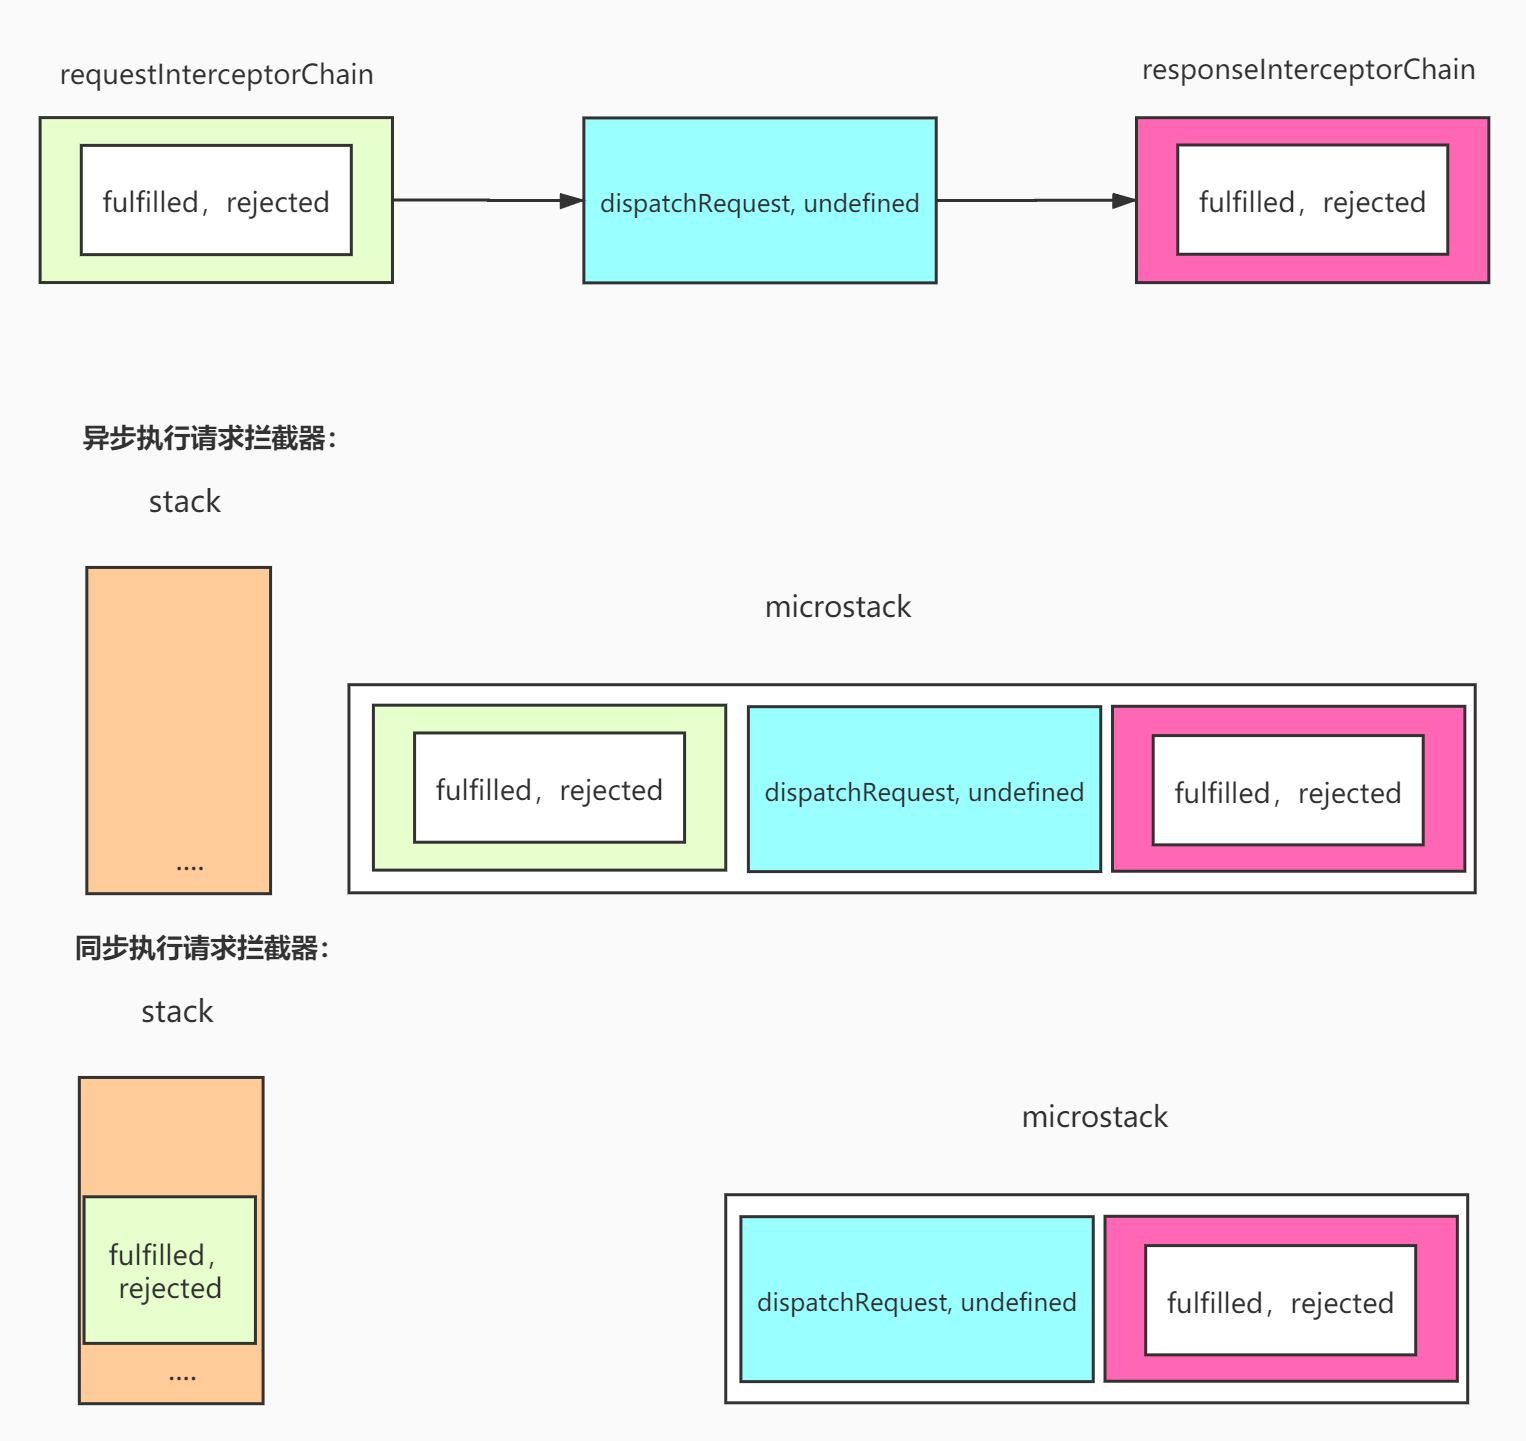 requestInterceptorChain
responseInterceptorChain
fulfilled，rejected
dispatchRequest, undefined
fulfilled，rejected
异步执行请求拦截器：
stack
microstack
fulfilled，rejected
dispatchRequest, undefined
fulfilled，rejected
....
同步执行请求拦截器：
stack
microstack
fulfilled，
rejected
dispatchRequest, undefined
fulfilled，rejected
....